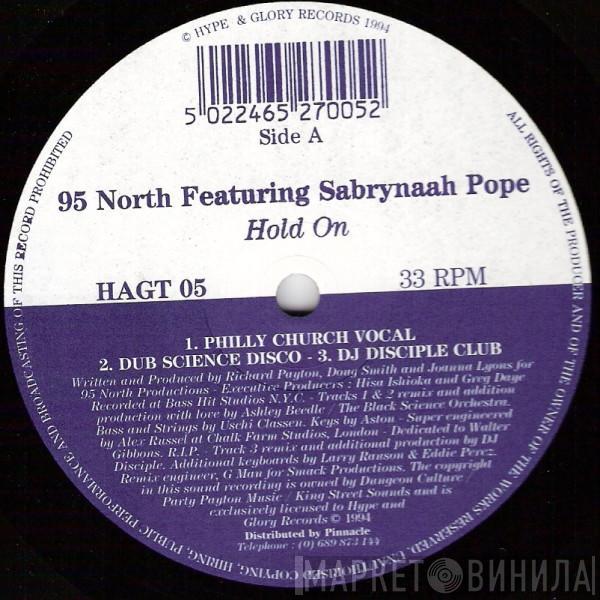 © HYPE & GLORY RECORDS 1994
5 022465 270052
Side A
95 North Featuring Sabrynaah Pope
Hold On
HAGT 05
33 RPM
1. PHILLY CHURCH VOCAL
2. DUB SCIENCE DISCO - 3. DJ DISCIPLE CLUB
Written and Produced by Richard Payton, Doug Smith and Joanna Lyons for
95 North Productions - Executive Producers : Hisa Ishioka and Greg Daye
Recorded at Bass Hit Studios N.Y.C. - Tracks 1 & 2 remix and addition
production with love by Ashley Beedle / The Black Science Orchestra.
Bass and Strings by Uschi Classen. Keys by Aston - Super engineered
by Alex Russel at Chalk Farm Studios, London - Dedicated to Walter
Gibbons. R.I.P. - Track 3 remix and additional production by DJ
Disciple. Additional keyboards by Larry Ranson & Eddie Perez.
Remix engineer, G Man for Smack Productions. The copyright
in this sound recording is owned by Dungeon Culture
Party Payton Music / King Street Sounds and is
exclusively licensed to Hype and
Glory Records © 1994
Distributed by Pinnacle
Telephone : (0) 689 873 144
ALL RIGHTS OF THE PRODUCER AND OF THE OWNER OF THE WORKS RESERVED. UNAUTHORISED COPYING, HIRING, PUBLIC PERFORMANCE AND BROADCASTING OF THIS RECORD PROHIBITED
МАРКЕТ ВИНИЛА